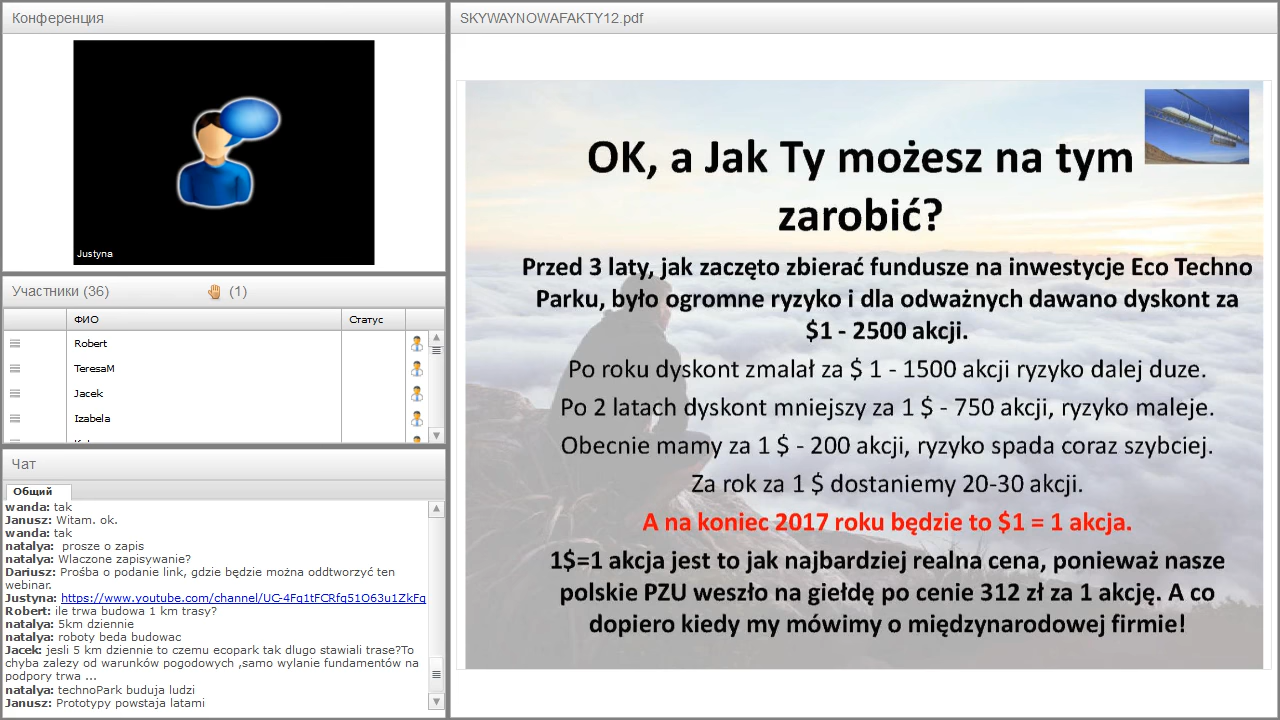 Конференция
Justyna
Участники (36) (1)
ФИО Статус
Robert
TeresaM
Jacek
Izabela
Чат
Общий
wanda: tak
Janusz: Witam. ok.
wanda: tak
natalya: prosze o zapis
natalya: Wlaczone zapisywanie?
Dariusz: Prośba o podanie link, gdzie będzie można oddtworzyć ten
webinar.
Justyna: https://www.youtube.com/channel/UC-4Fq1tFCRfq51O63u1ZkFg
Robert: ile trwa budowa 1 km trasy?
natalya: 5km dziennie
natalya: roboty beda budowac
Jacek: jesli 5 km dziennie to czemu ecopark tak dlugo stawiali trase?To
chyba zalezy od warunków pogodowych ,samo wylanie fundamentów na
podpory trwa ...
natalya: technoPark buduja ludzi
Janusz: Prototypy powstaja latami
SKYWAYNOWAFAKTY12.pdf
OK, a Jak Ty możesz na tym
zarobić?
Przed 3 laty, jak zaczęto zbierać fundusze na inwestycje Eco Techno
Parku, było ogromne ryzyko i dla odważnych dawano dyskont za
$1 - 2500 akcji.
Po roku dyskont zmalał za $ 1 - 1500 akcji ryzyko dalej duze.
Po 2 latach dyskont mniejszy za 1 $ - 750 akcji, ryzyko maleje.
Obecnie mamy za 1 $ - 200 akcji, ryzyko spada coraz szybciej.
Za rok za 1 $ dostaniemy 20-30 akcji.
A na koniec 2017 roku będzie to $1 = 1 akcja.
1$=1 akcja jest to jak najbardziej realna cena, ponieważ nasze
polskie PZU weszło na giełdę po cenie 312 zł za 1 akcję. A co
dopiero kiedy my mówimy o międzynarodowej firmie!